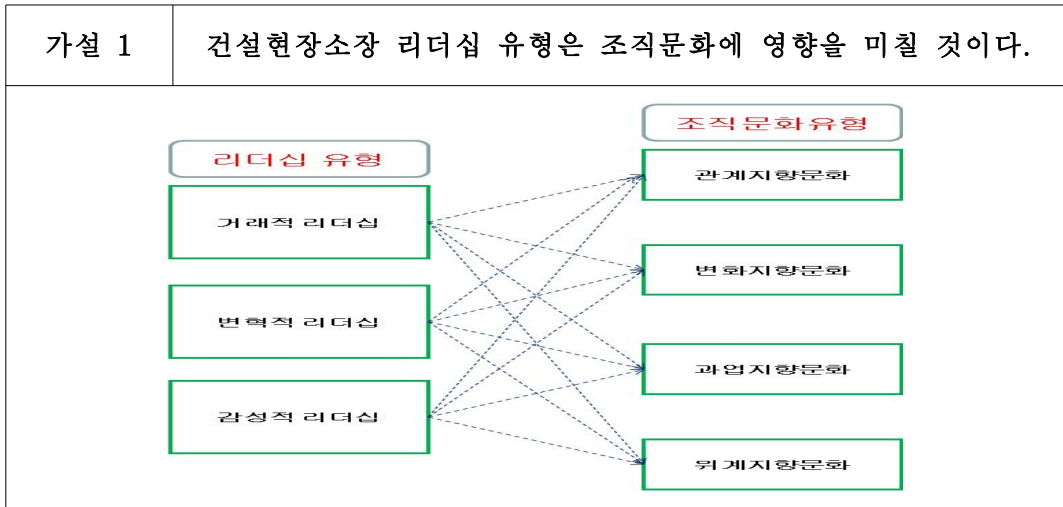 가설 1
건설현장소장 리더십 유형은 조직문화에 영향을 미칠 것이다.
리더십 유형
거래적 리더십
변혁적 리더십
감성적 리더십
조직문화유형
관계지향문화
변화지향문화
과업지향문화
위계지향문화